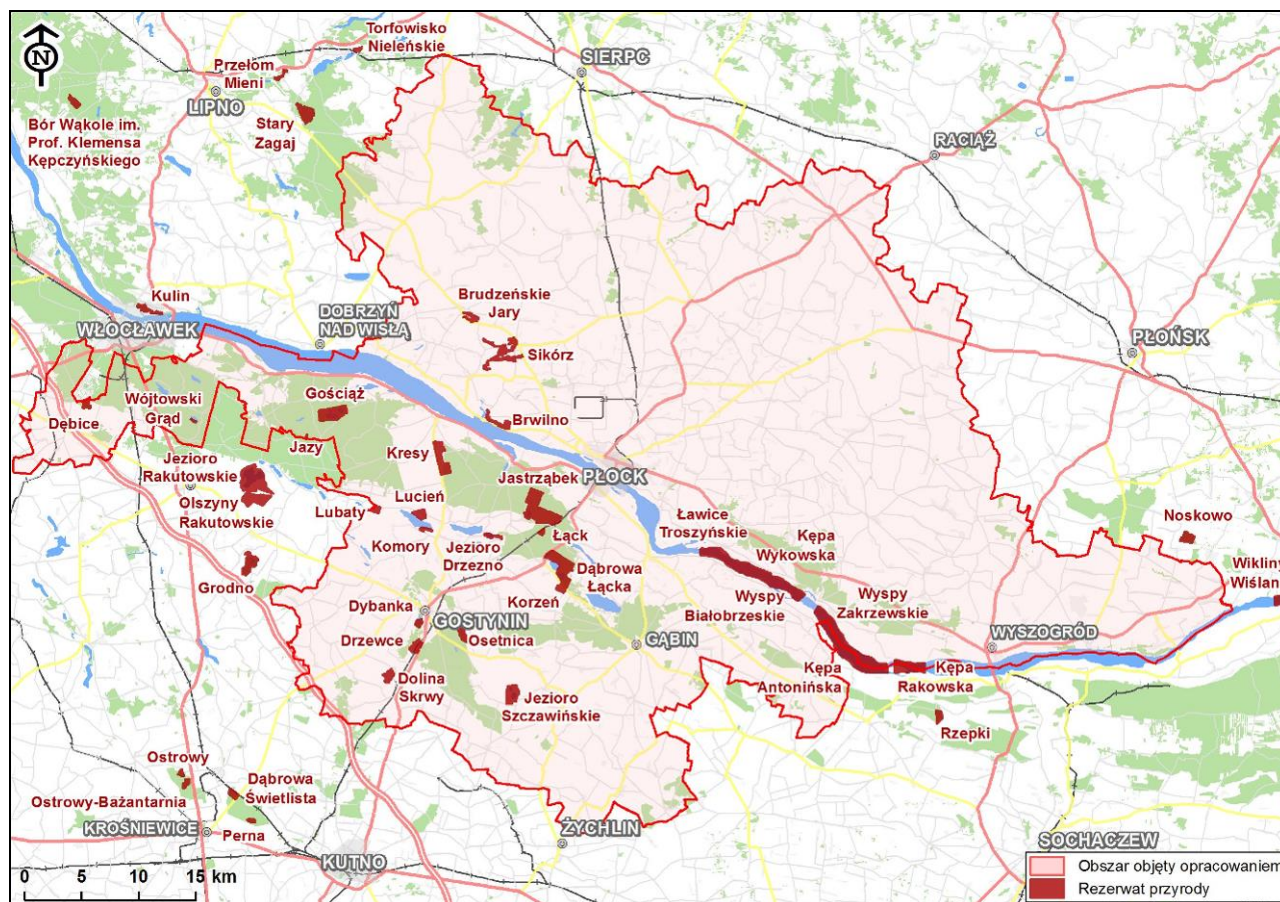 N
Torfowisko
Nieleńskie
SIERPC
Przełom
Mieni
LIPNO
Bór Wąkole im.
Prof. Klemensa
Kępczyńskiego
Stary
Zagaj
RACIĄŻ
Kulin
WŁOCŁAWEK
DOBRZYŃ
NAD WISŁĄ
Brudzeńskie
Jary
Sikórz
PŁOŃSK
Dębice
Wójtowski
Grąd
Gościąż
Brwilno
Jazy
Kresy
Jezioro
Rakutowskie
Olszyny
Rakutowskie
Jastrząbek
PŁOCK
Lubaty
Lucień
Komory
Jezioro
Drzezno
Łąck
Ławice
Troszyńskie
Kępa
Wykowska
Noskowo
Grodno
Dąbrowa
Łącka
Korzeń
Wyspy
Białobrzeskie
Wyspy
Zakrzewskie
Wikliny
Wiślan
Dybanka
GOSTYNIN
Drzewce
Osetnica
GĄBIN
WYSZOGRÓD
Dolina
Skrwy
Jezioro
Szczawińskie
Kępa
Antonińska
Kępa
Rakowska
Rzepki
Ostrowy
Ostrowy-Bażantarnia
Dąbrowa
Świetlista
KROŚNIEWICE
Perna
KUTNO
ŻYCHLIN
SOCHACZEW
0 5 10 15 km
Obszar objęty opracowaniem
Rezerwat przyrody